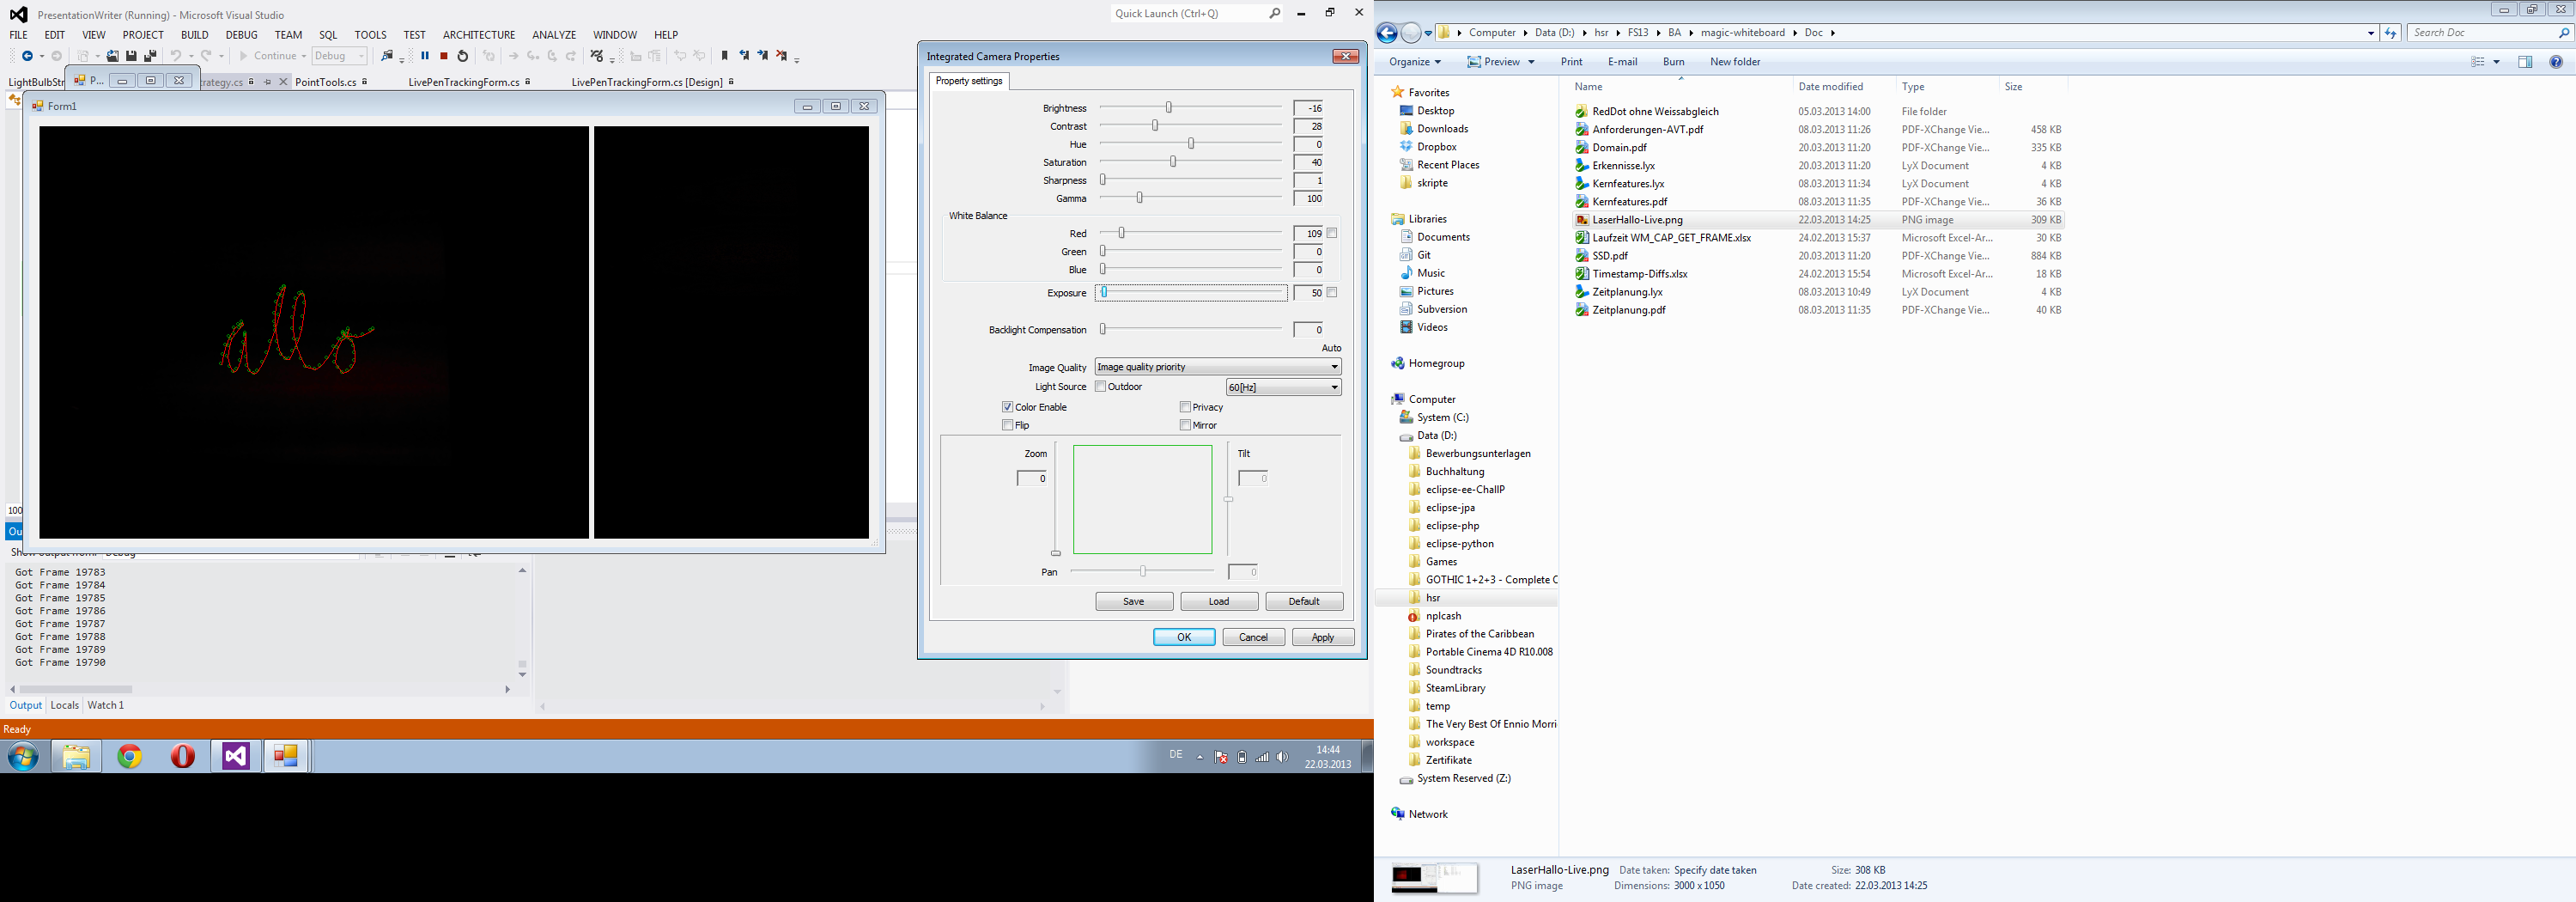 PresentationWriter (Running) - Microsoft Visual Studio
Quick Launch (Ctrl+Q)
FILE EDIT VIEW PROJECT BUILD DEBUG TEAM SQL TOOLS TEST ARCHITECTURE ANALYZE WINDOW HELP
Continue Debug
LightBulbStr P... trategy.cs PointTools.cs LivePenTrackingForm.cs LivePenTrackingForm.cs [Design]
Form1
allo
100
Ou
Show output from: Debug
Got Frame 19783
Got Frame 19784
Got Frame 19785
Got Frame 19786
Got Frame 19787
Got Frame 19788
Got Frame 19789
Got Frame 19790
Output Locals Watch 1
Ready
DE
14:44
22.03.2013
Integrated Camera Properties
Property settings
Brightness -16
Contrast 28
Hue 0
Saturation 40
Sharpness 1
Gamma 100
White Balance
Red 109
Green 0
Blue 0
Exposure 50
Backlight Compensation 0
Auto
Image Quality Image quality priority
Light Source Outdoor 60[Hz]
Color Enable Privacy
Flip Mirror
Zoom Tilt
0 0
Pan 0
Save Load Default
OK Cancel Apply
Computer Data (D:) hsr FS13 BA magic-whiteboard Doc
Search Doc
Organize Preview Print E-mail Burn New folder
Favorites
Desktop
Downloads
Dropbox
Recent Places
skripte
Libraries
Documents
Git
Music
Pictures
Subversion
Videos
Homegroup
Computer
System (C:)
Data (D:)
Bewerbungsunterlagen
Buchhaltung
eclipse-ee-ChallP
eclipse-jpa
eclipse-php
eclipse-python
Games
GOTHIC 1+2+3 - Complete C
hsr
nplcash
Pirates of the Caribbean
Portable Cinema 4D R10.008
Soundtracks
SteamLibrary
temp
The Very Best Of Ennio Morri
workspace
Zertifikate
System Reserved (Z:)
Network
Name Date modified Type Size
RedDot ohne Weissabgleich 05.03.2013 14:00 File folder
Anforderungen-AVT.pdf 08.03.2013 11:26 PDF-XChange Vie... 458 KB
Domain.pdf 20.03.2013 11:20 PDF-XChange Vie... 335 KB
Erkennisse.lyx 20.03.2013 11:20 LyX Document 4 KB
Kernfeatures.lyx 08.03.2013 11:34 LyX Document 4 KB
Kernfeatures.pdf 08.03.2013 11:35 PDF-XChange Vie... 36 KB
LaserHallo-Live.png 22.03.2013 14:25 PNG image 309 KB
Laufzeit WM_CAP_GET_FRAME.xlsx 24.02.2013 15:37 Microsoft Excel-Ar... 30 KB
SSD.pdf 20.03.2013 11:20 PDF-XChange Vie... 884 KB
Timestamp-Diffs.xlsx 24.02.2013 15:54 Microsoft Excel-Ar... 18 KB
Zeitplanung.lyx 08.03.2013 10:49 LyX Document 4 KB
Zeitplanung.pdf 08.03.2013 11:35 PDF-XChange Vie... 40 KB
LaserHallo-Live.png Date taken: Specify date taken Size: 308 KB
PNG image Dimensions: 3000 x 1050 Date created: 22.03.2013 14:25